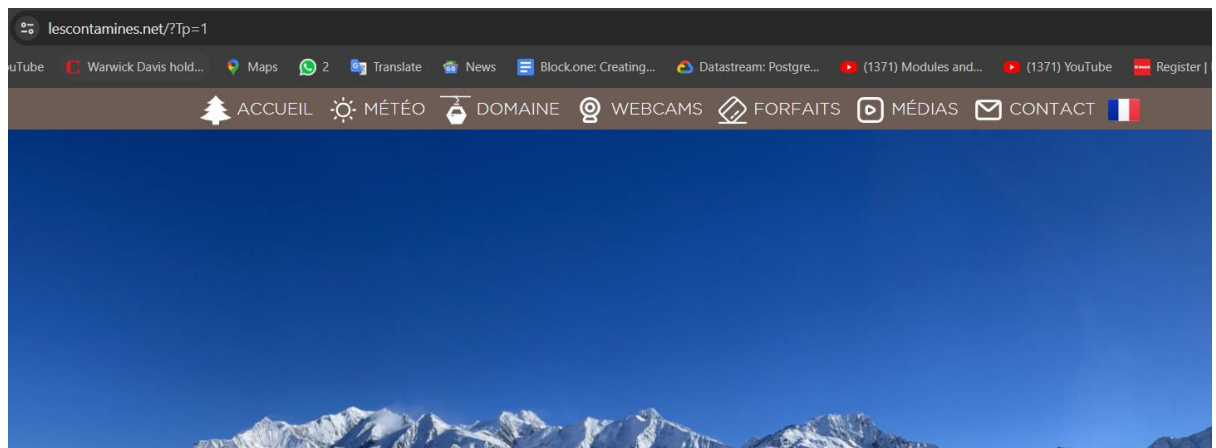 lescontamines.net/?Tp=1
uTube Warwick Davis hold... Maps 2 Translate News Block.one: Creating... Datastream: Postgre... (1371) Modules and... (1371) YouTube Register |
ACCUEIL MÉTÉO DOMAINE WEBCAMS FORFAITS MÉDIAS CONTACT